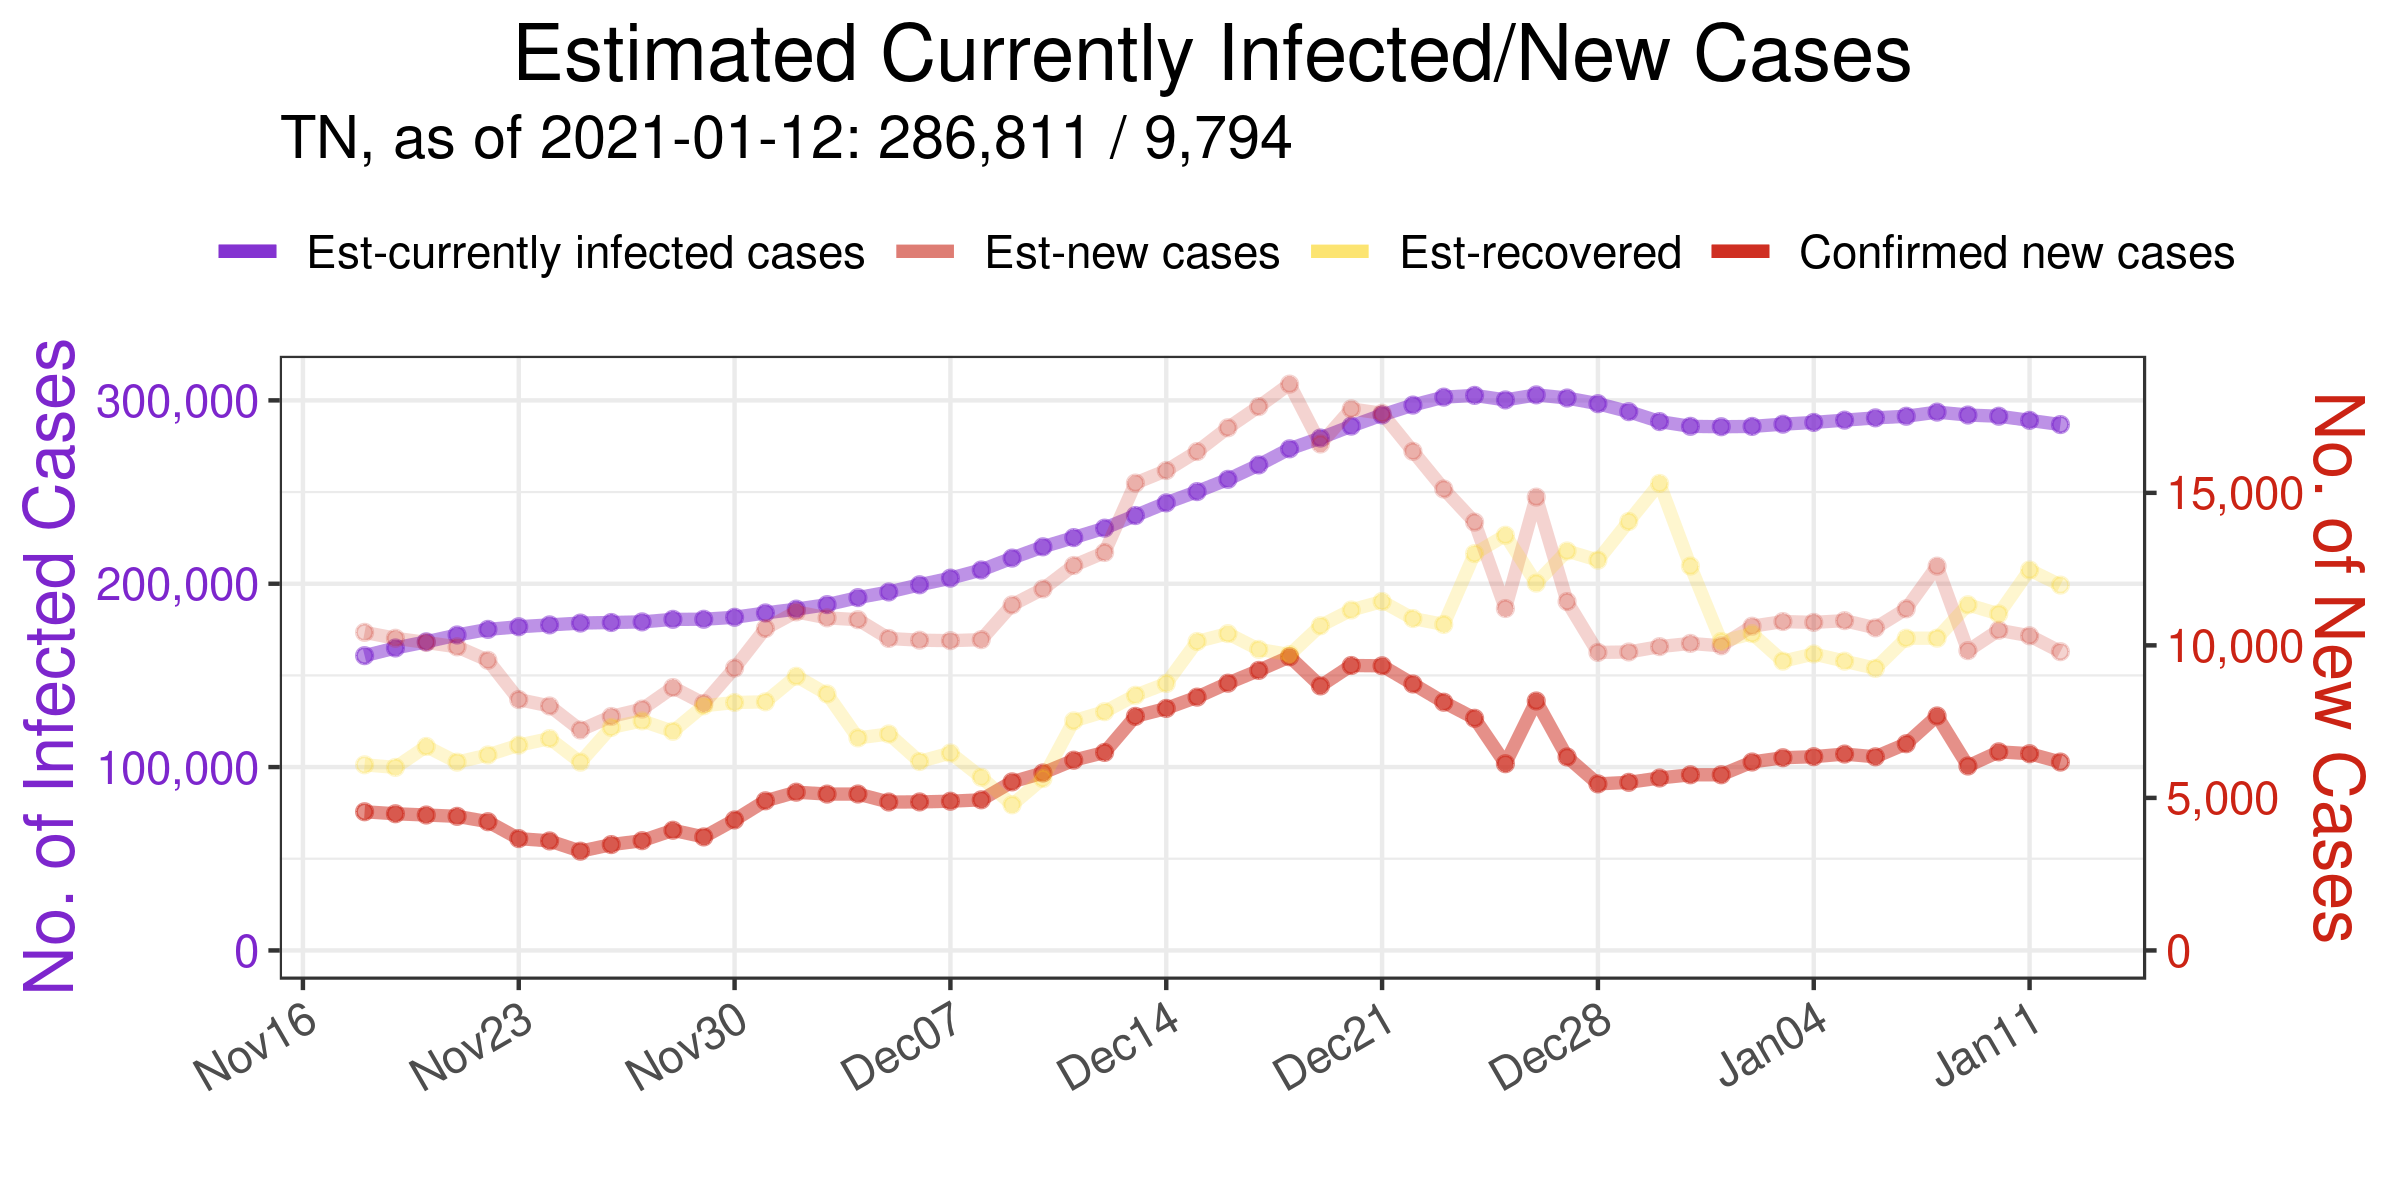 Estimated Currently Infected/New Cases
TN, as of 2021-01-12: 286,811 / 9,794
Est-currently infected cases Est-new cases Est-recovered Confirmed new cases
No. of Infected Cases
300,000
200,000
100,000
0
15,000
10,000
5,000
0
No. of New Cases
Nov16 Nov23 Nov30 Dec07 Dec14 Dec21 Dec28 Jan04 Jan11